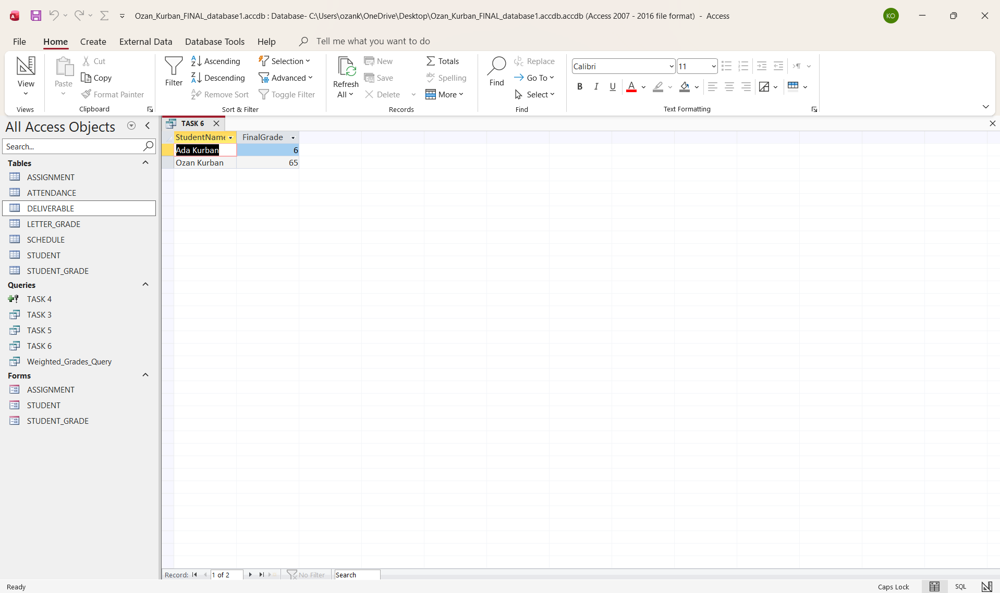 Ozan_Kurban_FINAL_database1.accdb : Database- C:\Users\ozank\OneDrive\Desktop\Ozan_Kurban_FINAL_database1.accdb.accdb (Access 2007 - 2016 file format) - Access
KO
File Home Create External Data Database Tools Help Tell me what you want to do
View
Views
Paste
Cut
Copy
Format Painter
Clipboard
Filter
Ascending
Descending
Remove Sort
Selection
Advanced
Toggle Filter
Sort & Filter
Refresh
All
New
Save
Delete
Totals
Spelling
More
Records
Find
Replace
Go To
Select
Find
Calibri
11
B I U A
Text Formatting
All Access Objects
Search...
Tables
ASSIGNMENT
ATTENDANCE
DELIVERABLE
LETTER_GRADE
SCHEDULE
STUDENT
STUDENT_GRADE
Queries
TASK 4
TASK 3
TASK 5
TASK 6
Weighted_Grades_Query
Forms
ASSIGNMENT
STUDENT
STUDENT_GRADE
TASK 6
StudentName FinalGrade
Ada Kurban 6
Ozan Kurban 65
Record: 1 of 2 No Filter Search
Ready
Caps Lock
SQL